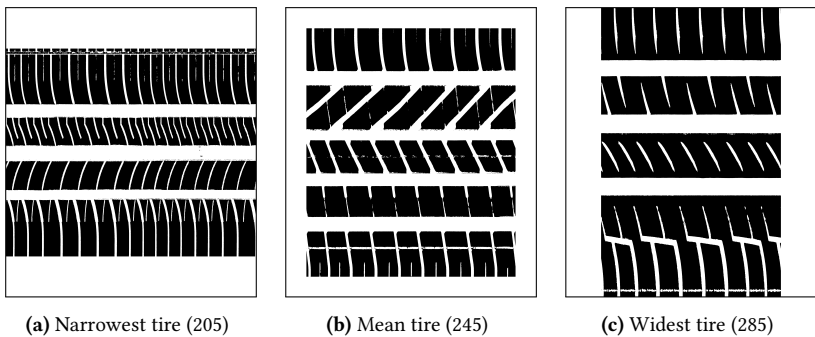 (a) Narrowest tire (205)
(b) Mean tire (245)
(c) Widest tire (285)